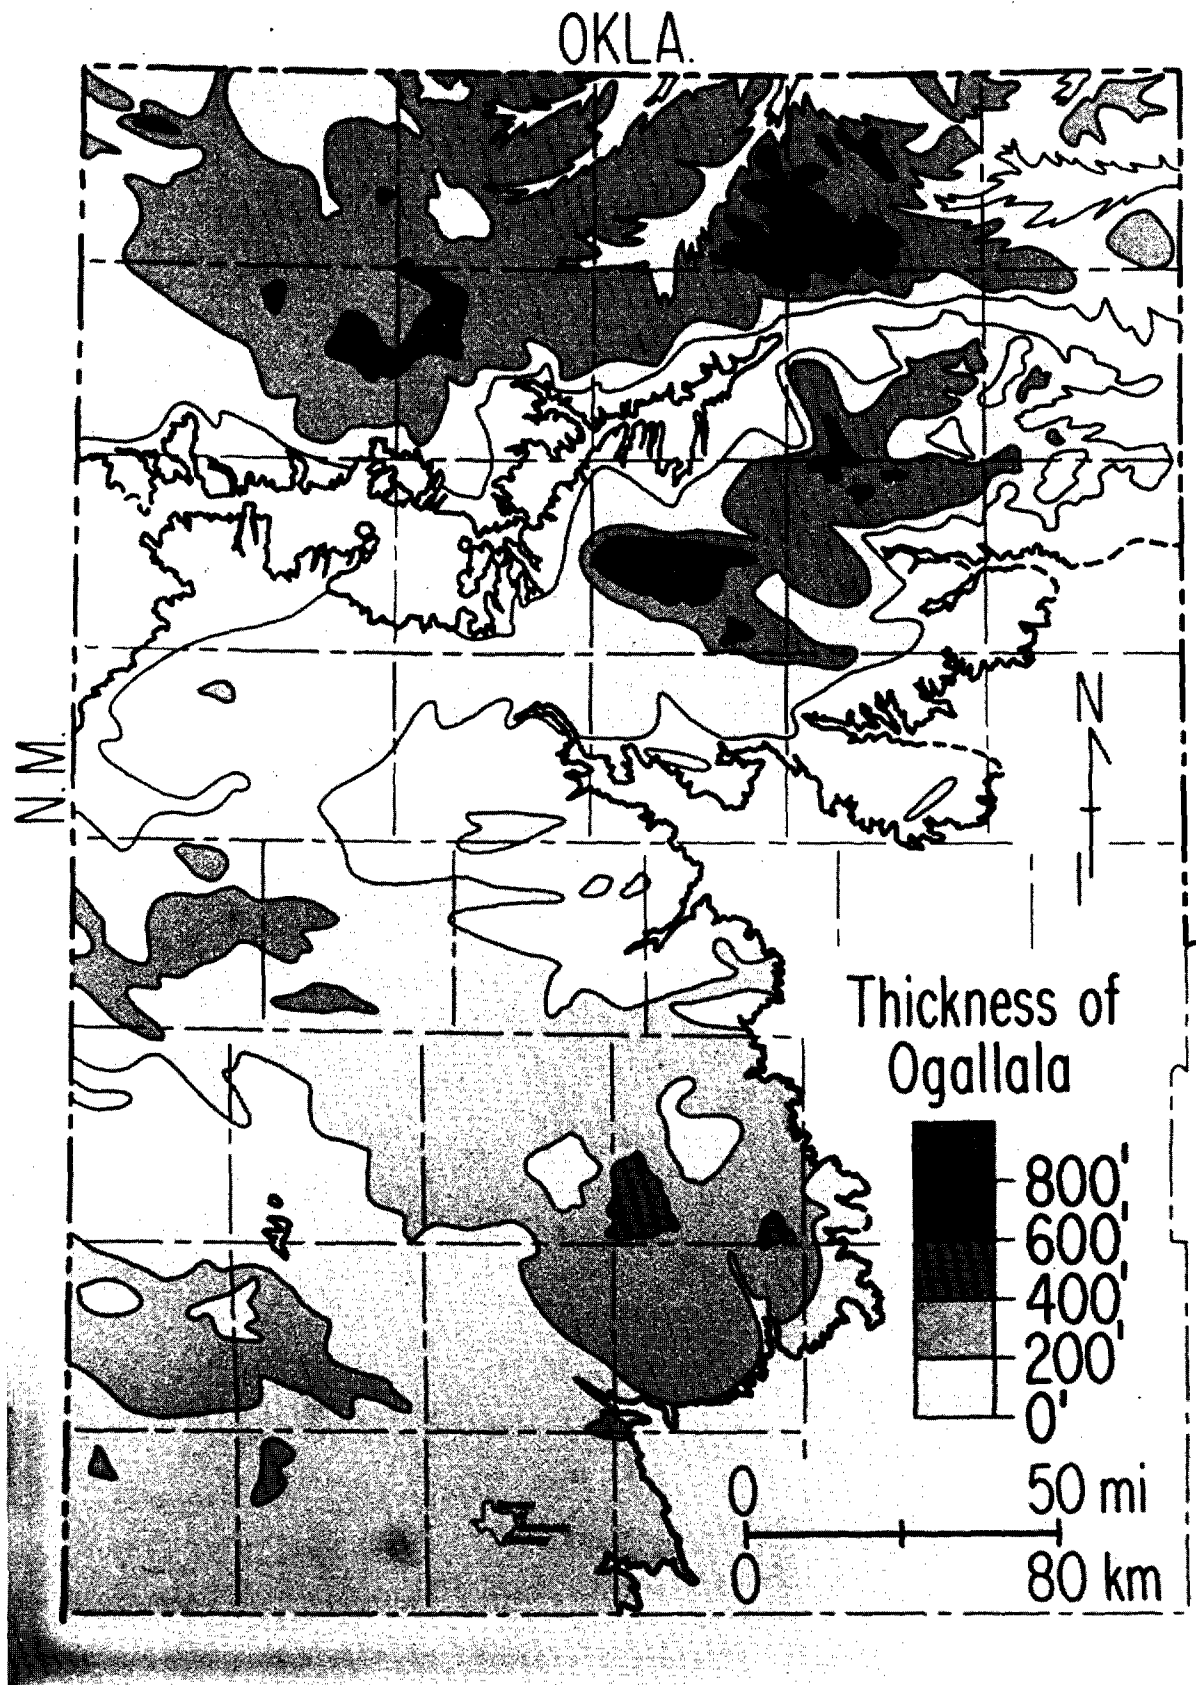 OKLA.
N.M.
N
Thickness of
Ogallala
800'
600'
400'
200'
0'
0 50 mi
0 80 km